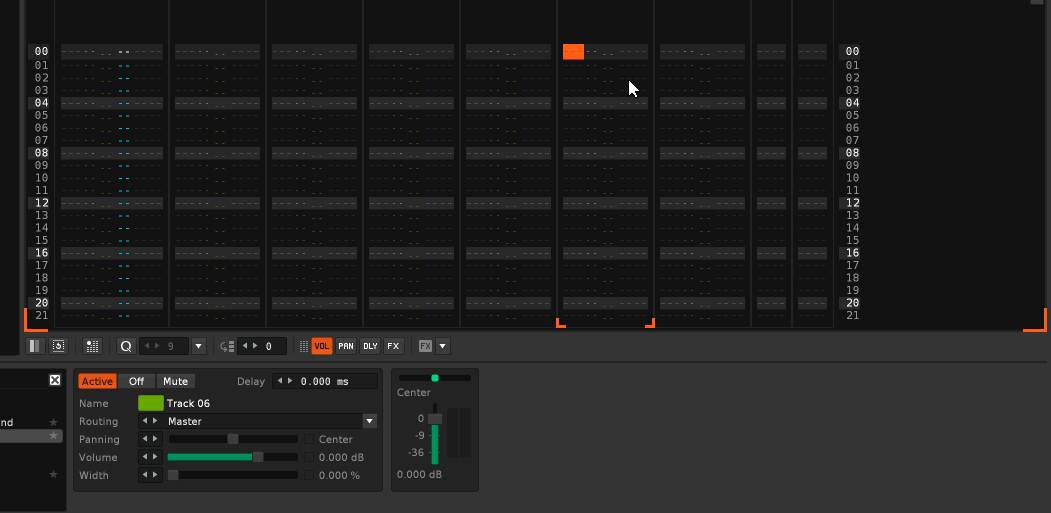 00 00
01 01
02 02
03 03
04 04
05 05
06 06
07 07
08 08
09 09
10 10
11 11
12 12
13 13
14 14
15 15
16 16
17 17
18 18
19 19
20 20
21 21
Q 9 0 VOL PAN DLY FX FX
Active Off Mute Delay 0.000 ms
Center
nd
Name Track 06
Routing Master
0
Panning Center
-9
Volume 0.000 dB
-36
Width 0.000 %
0.000 dB